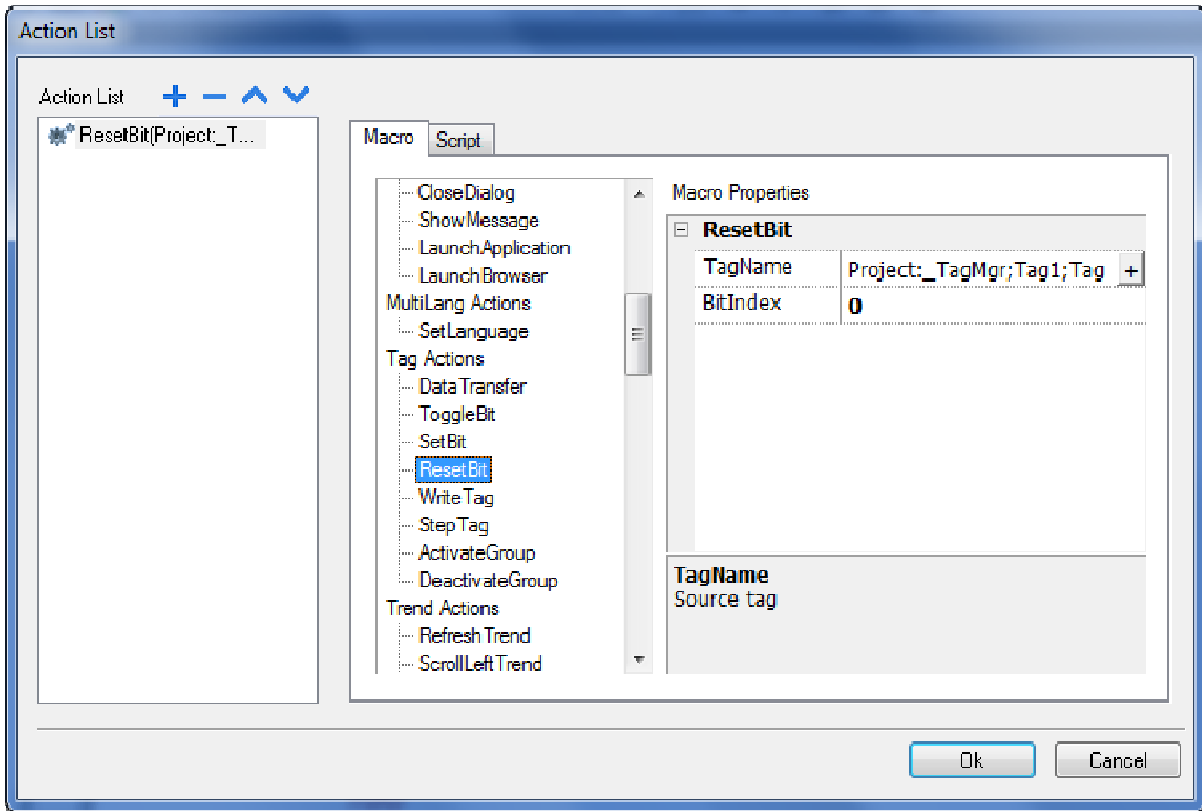 Action List
Action List
ResetBit(Project:_T...
Macro
Script
CloseDialog
ShowMessage
LaunchApplication
LaunchBrowser
MultiLang Actions
SetLanguage
Tag Actions
DataTransfer
ToggleBit
SetBit
ResetBit
WriteTag
StepTag
ActivateGroup
DeactivateGroup
Trend Actions
RefreshTrend
ScrollLeftTrend
Macro Properties
ResetBit
TagName Project:_TagMgr;Tag1;Tag +
BitIndex 0
TagName
Source tag
Ok Cancel